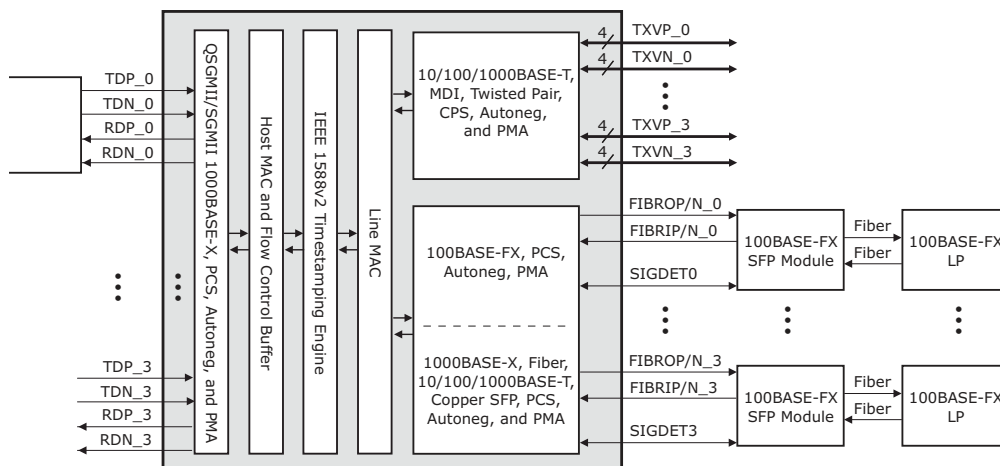 TDP_0
TDN_0
RDP_0
RDN_0
TDP_3
TDN_3
RDP_3
RDN_3
QSGMII/SGMII 1000BASE-X, PCS, Autoneg, and PMA
Host MAC and Flow Control Buffer
IEEE 1588v2 Timestamping Engine
Line MAC
10/100/1000BASE-T,
MDI, Twisted Pair,
CPS, Autoneg,
and PMA
4
TXVP_0
4
TXVN_0
4
TXVP_3
4
TXVN_3
100BASE-FX, PCS,
Autoneg, PMA
1000BASE-X, Fiber,
10/100/1000BASE-T,
Copper SFP, PCS,
Autoneg, and PMA
FIBROP/N_0
FIBRIP/N_0
SIGDET0
100BASE-FX
SFP Module
Fiber
Fiber
100BASE-FX
LP
FIBROP/N_3
FIBRIP/N_3
SIGDET3
100BASE-FX
SFP Module
Fiber
Fiber
100BASE-FX
LP